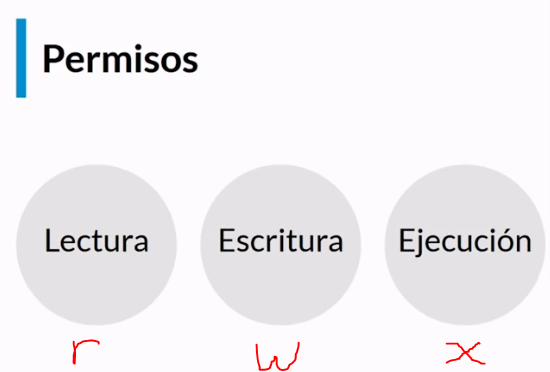 Permisos
Lectura Escritura Ejecución
r w x